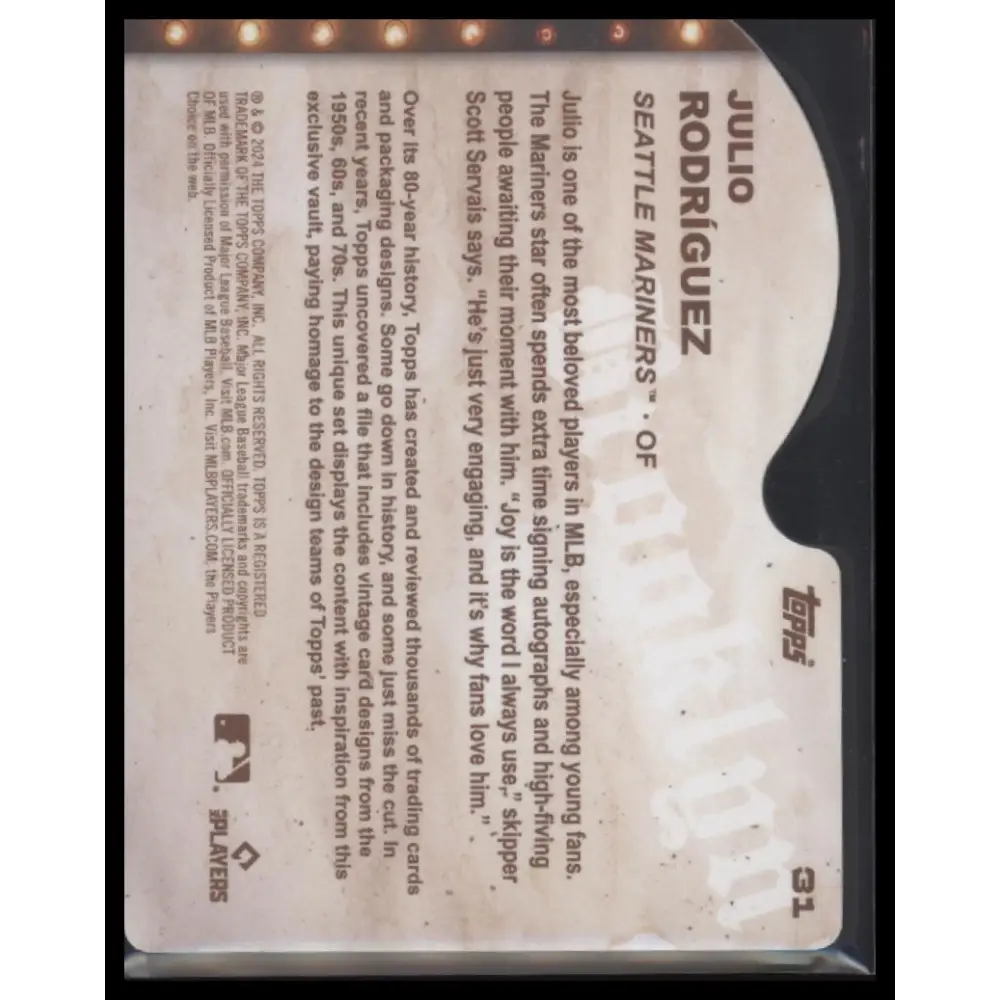 TOPPS
31
JULIO
RODRÍGUEZ
SEATTLE MARINERS™ • OF
Julio is one of the most beloved players in MLB, especially among young fans.
The Mariners star often spends extra time signing autographs and high-fiving
people awaiting their moment with him. “Joy is the word I always use,” skipper
Scott Servais says. “He's just very engaging, and it's why fans love him.”
Over its 80-year history, Topps has created and reviewed thousands of trading cards
and packaging designs. Some go down in history, and some just miss the cut. In
recent years, Topps uncovered a file that includes vintage card designs from the
1950s, 60s, and 70s. This unique set displays the content with inspiration from this
exclusive vault, paying homage to the design teams of Topps' past.
® & © 2024 THE TOPPS COMPANY, INC. ALL RIGHTS RESERVED. TOPPS IS A REGISTERED
TRADEMARK OF THE TOPPS COMPANY, INC. Major League Baseball trademarks and copyrights are
used with permission of Major League Baseball. Visit MLB.com. OFFICIALLY LICENSED PRODUCT
OF MLB. Officially Licensed Product of MLB Players, Inc. Visit MLBPLAYERS.COM, the Players
Choice on the web.
MLB PLAYERS